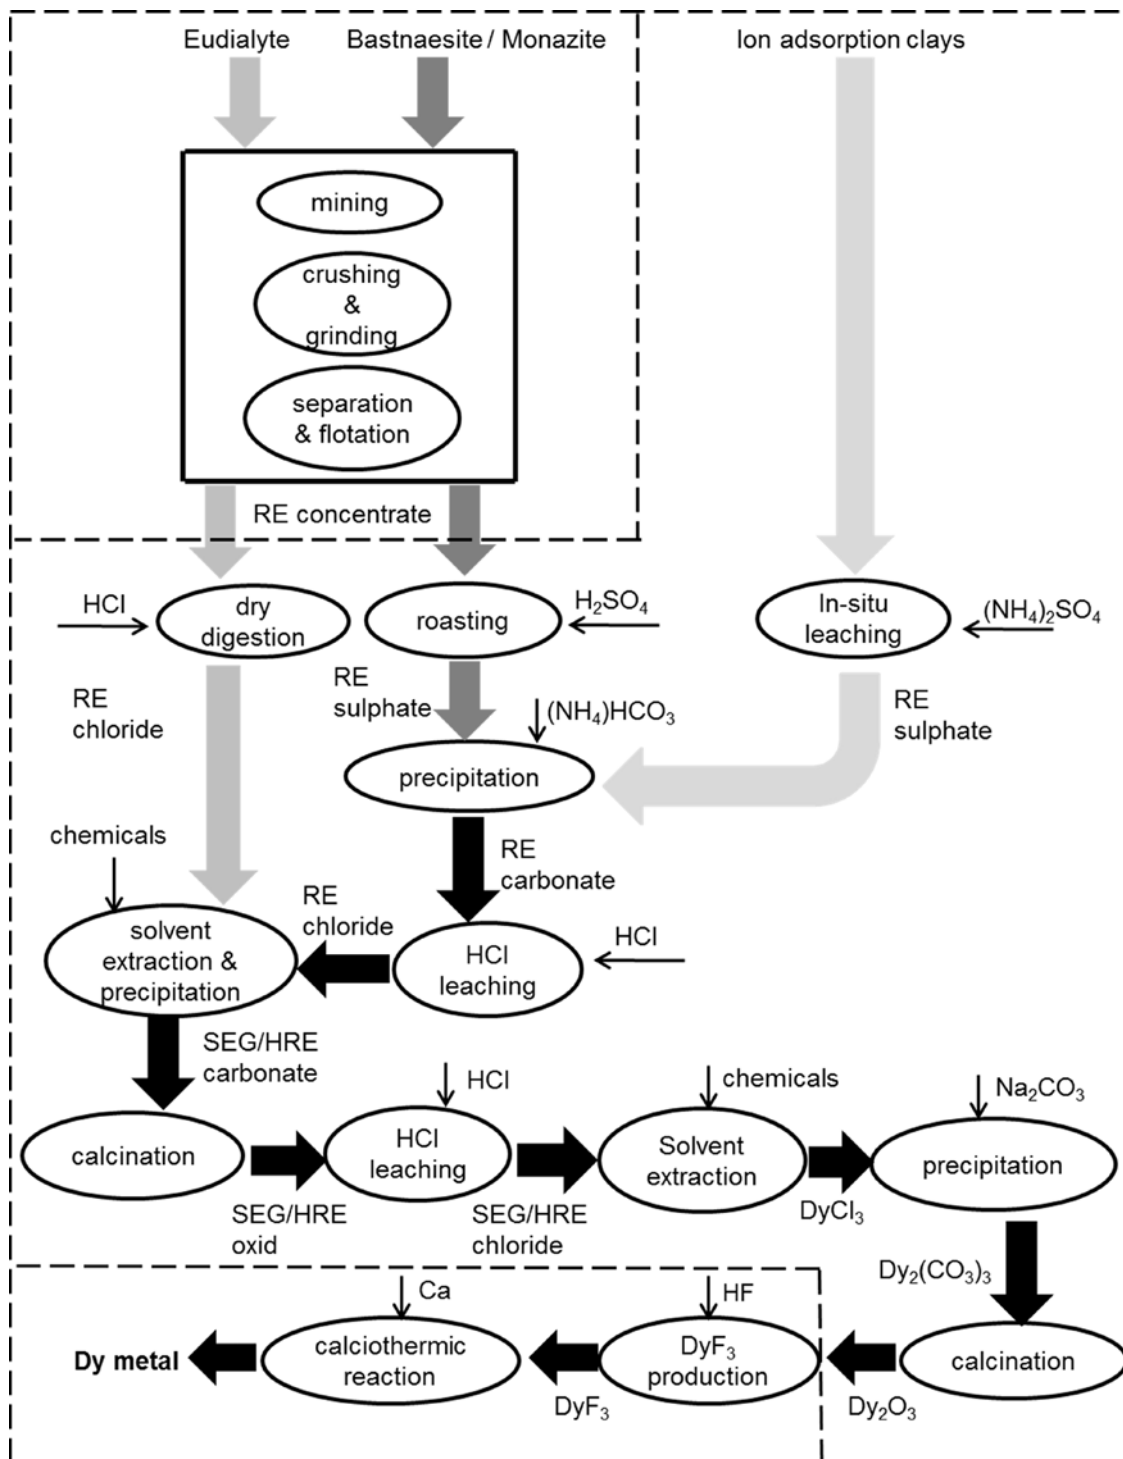 Eudialyte
Bastnaesite / Monazite
Ion adsorption clays
mining
crushing
&
grinding
separation
& flotation
RE concentrate
HCl
dry
digestion
roasting
H₂SO₄
In-situ
leaching
(NH₄)₂SO₄
RE
chloride
RE
sulphate
(NH₄)HCO₃
RE
sulphate
precipitation
chemicals
RE
carbonate
RE
chloride
solvent
extraction &
precipitation
HCl
leaching
HCl
SEG/HRE
carbonate
HCl
chemicals
Na₂CO₃
calcination
HCl
leaching
Solvent
extraction
precipitation
SEG/HRE
oxid
SEG/HRE
chloride
DyCl₃
Dy₂(CO₃)₃
Ca
HF
Dy metal
calciothermic
reaction
DyF₃
production
calcination
DyF₃
Dy₂O₃